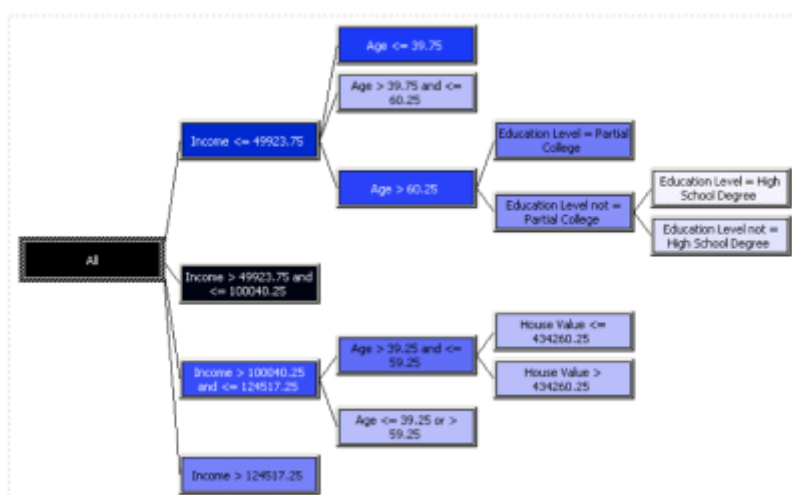 Age <= 39.75
Age > 39.75 and <=
60.25
Income <= 49923.75
Education Level = Partial
College
Age > 60.25
Education Level not =
Partial College
Education Level = High
School Degree
Education Level not =
High School Degree
All
Income > 49923.75 and
<= 100040.25
Income > 100040.25
and <= 124517.25
Age > 39.25 and <=
59.25
House Value <=
434260.25
House Value >
434260.25
Age <= 39.25 or >
59.25
Income > 124517.25